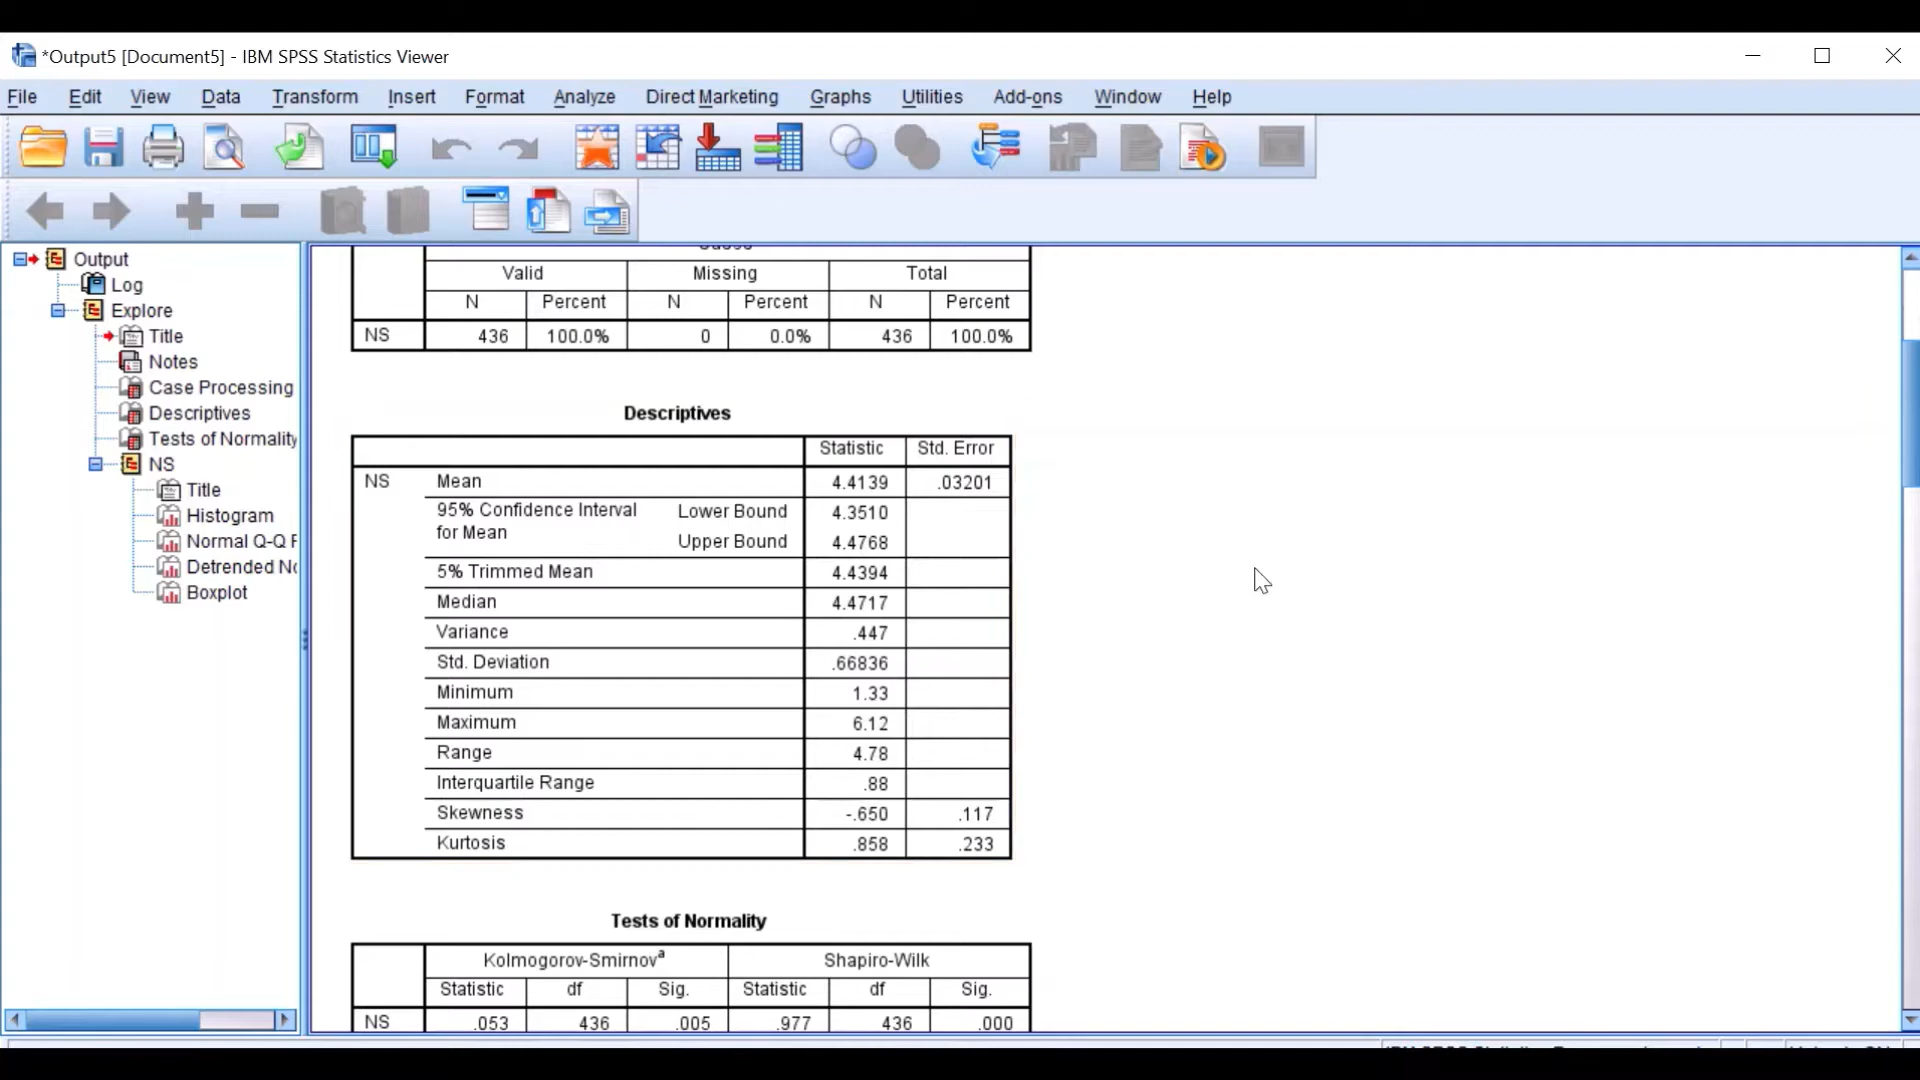 *Output5 [Document5] - IBM SPSS Statistics Viewer
File Edit View Data Transform Insert Format Analyze Direct Marketing Graphs Utilities Add-ons Window Help
Output
Log
Explore
Title
Notes
Case Processing
Descriptives
Tests of Normality
NS
Title
Histogram
Normal Q-Q
Detrended
Boxplot
Valid Missing Total
N Percent N Percent N Percent
NS 436 100.0% 0 0.0% 436 100.0%
Descriptives
Statistic Std. Error
NS Mean 4.4139 .03201
95% Confidence Interval Lower Bound 4.3510
for Mean Upper Bound 4.4768
5% Trimmed Mean 4.4394
Median 4.4717
Variance .447
Std. Deviation .66836
Minimum 1.33
Maximum 6.12
Range 4.78
Interquartile Range .88
Skewness -.650 .117
Kurtosis .858 .233
Tests of Normality
Kolmogorov-Smirnovᵃ Shapiro-Wilk
Statistic df Sig. Statistic df Sig.
NS .053 436 .005 .977 436 .000